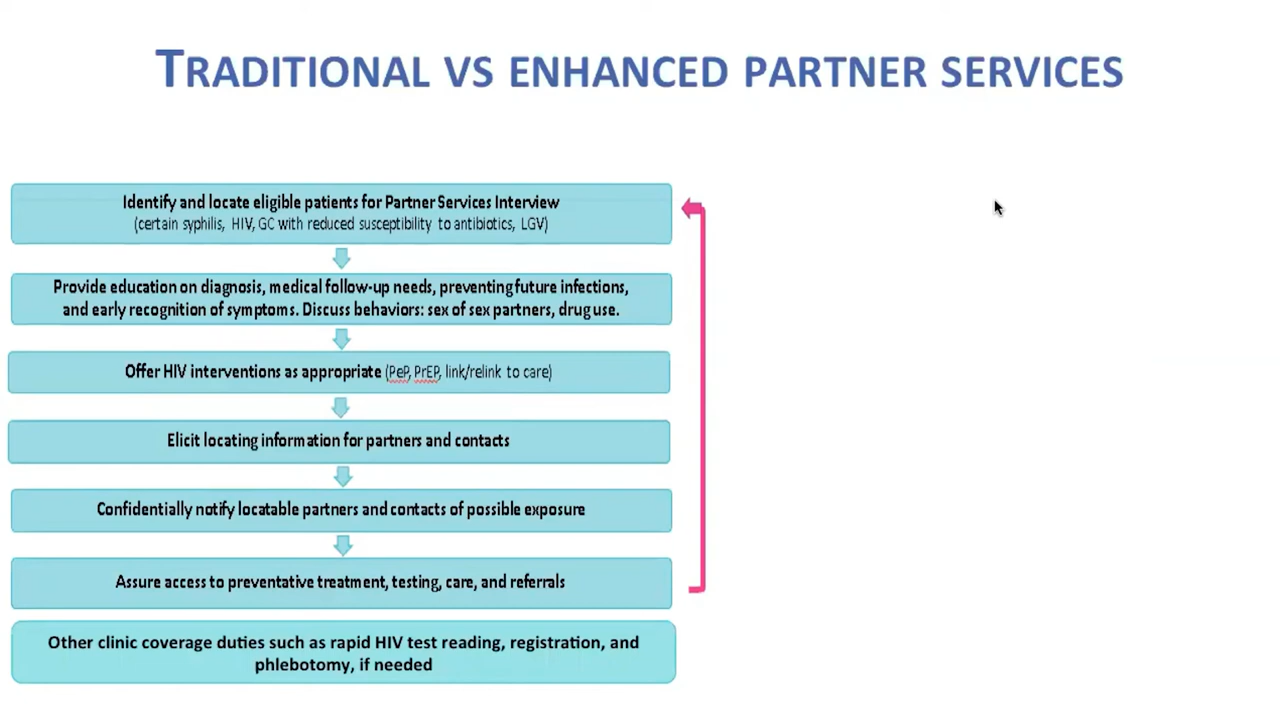 TRADITIONAL VS ENHANCED PARTNER SERVICES
Identify and locate eligible patients for Partner Services Interview
(certain syphilis, HIV, GC with reduced susceptibility to antibiotics, LGV)
Provide education on diagnosis, medical follow-up needs, preventing future infections,
and early recognition of symptoms. Discuss behaviors: sex of sex partners, drug use.
Offer HIV interventions as appropriate (PeP, PrEP, link/relink to care)
Elicit locating information for partners and contacts
Confidentially notify locatable partners and contacts of possible exposure
Assure access to preventative treatment, testing, care, and referrals
Other clinic coverage duties such as rapid HIV test reading, registration, and
phlebotomy, if needed